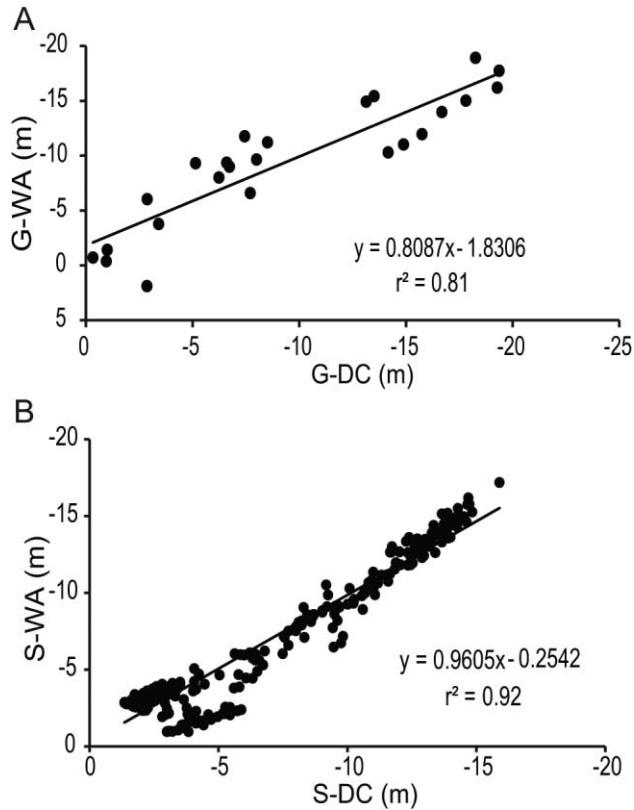 A
-20
-15
-10
-5
0
5
G-WA (m)
y = 0.8087x-1.8306
r² = 0.81
0 -5 -10 -15 -20 -25
G-DC (m)
B
-20
-15
-10
-5
0
S-WA (m)
y = 0.9605x-0.2542
r² = 0.92
0 -5 -10 -15 -20
S-DC (m)